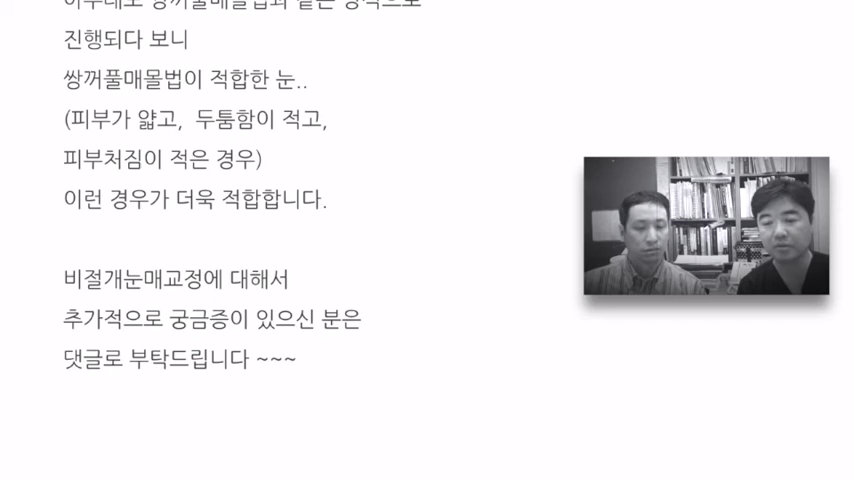 진행되다 보니
쌍꺼풀매몰법이 적합한 눈..
(피부가 얇고, 두툼함이 적고,
피부처짐이 적은 경우)
이런 경우가 더욱 적합합니다.
비절개눈매교정에 대해서
추가적으로 궁금증이 있으신 분은
댓글로 부탁드립니다 ~~~